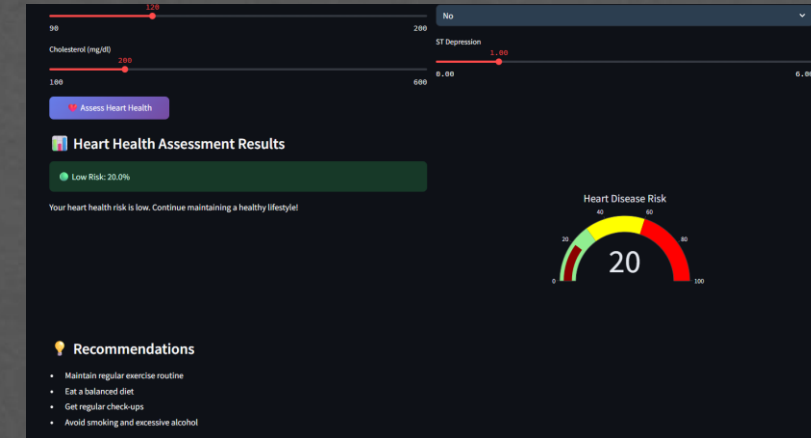 120
90 200
Cholesterol (mg/dl)
200
100 600
Assess Heart Health
No
ST Depression
1.00
0.00 6.00
Heart Health Assessment Results
Low Risk: 20.0%
Your heart health risk is low. Continue maintaining a healthy lifestyle!
Heart Disease Risk
0 20 40 60 80 100
20
Recommendations
• Maintain regular exercise routine
• Eat a balanced diet
• Get regular check-ups
• Avoid smoking and excessive alcohol